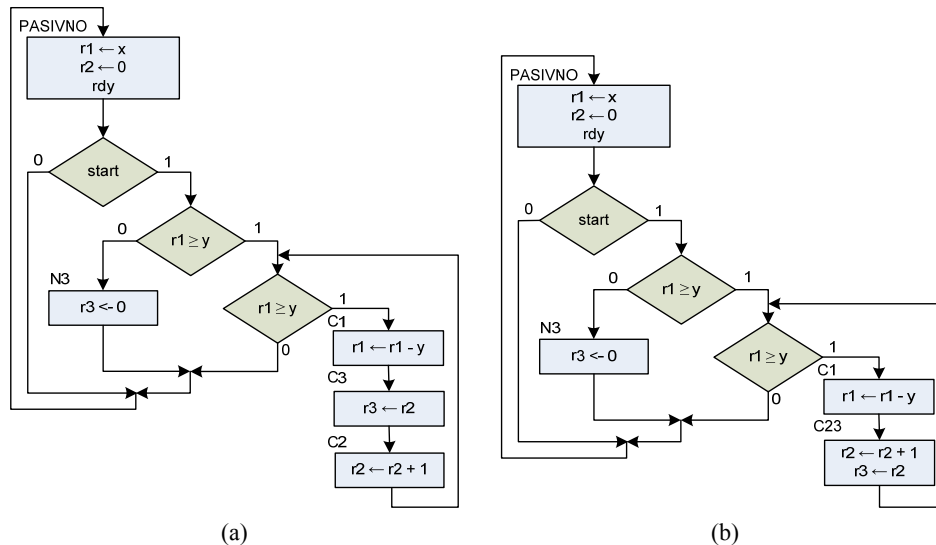 PASIVNO
r1 ← x
r2 ← 0
rdy
0
start
1
0
r1 ≥ y
1
N3
r3 <- 0
r1 ≥ y
1
0
C1
r1 ← r1 - y
C3
r3 ← r2
C2
r2 ← r2 + 1
(a)
PASIVNO
r1 ← x
r2 ← 0
rdy
0
start
1
0
r1 ≥ y
1
N3
r3 <- 0
r1 ≥ y
1
0
C1
r1 ← r1 - y
C23
r2 ← r2 + 1
r3 ← r2
(b)